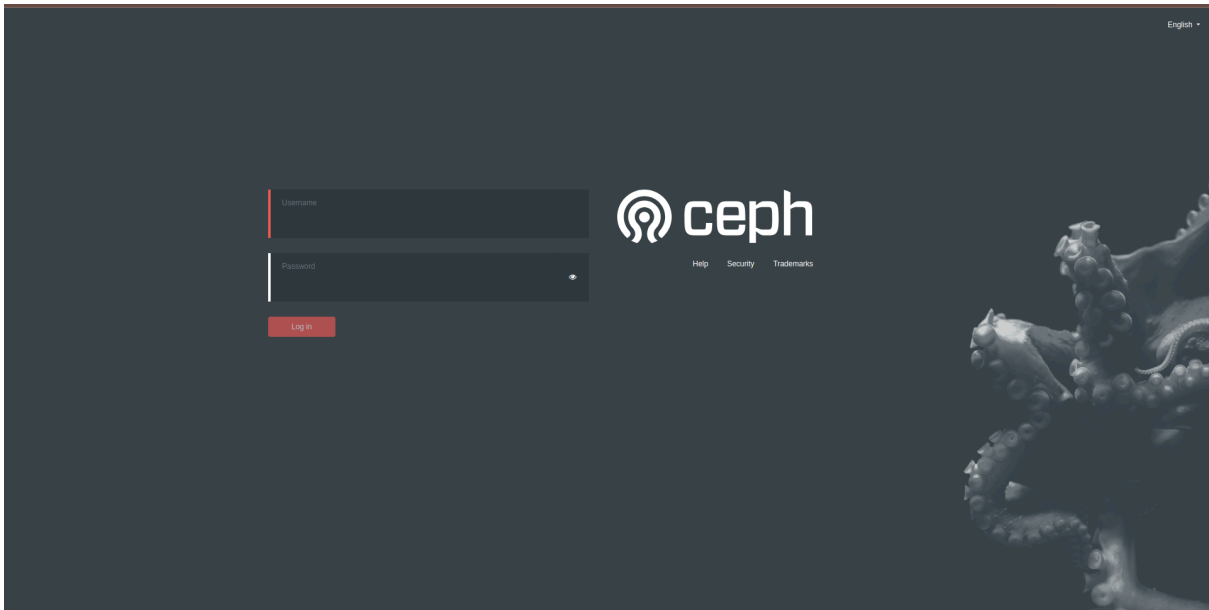 English
Username
Password
Log in
ceph
Help Security Trademarks